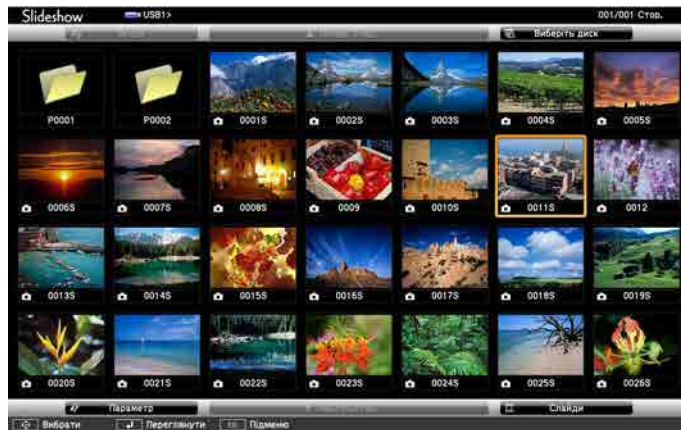 Slideshow USB1> 001/001 Стор.
Виберіть диск
P0001 P0002 0001S 0002S 0003S 0004S 0005S
0006S 0007S 0008S 0009 0010S 0011S 0012
0013S 0014S 0015S 0016S 0017S 0018S 0019S
0020S 0021S 0022S 0023S 0024S 0025S 0026S
Параметр Слайди
Вибрати Переглянути Esc Підменю